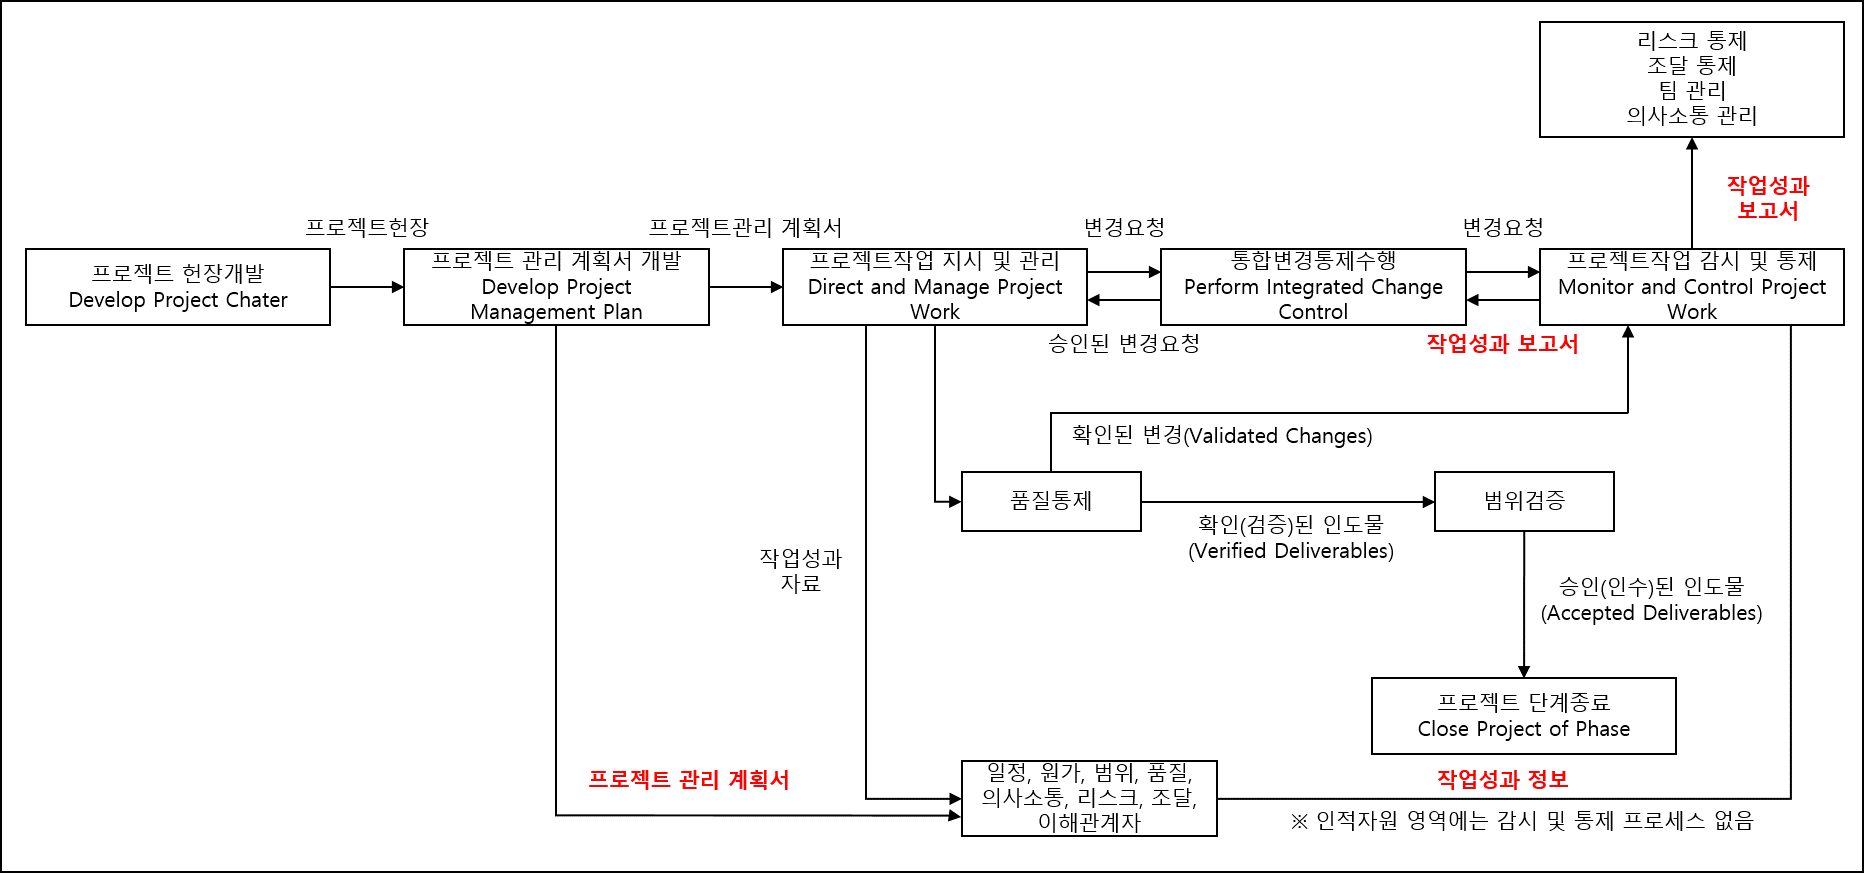 리스크 통제
조달 통제
팀 관리
의사소통 관리
작업성과
보고서
프로젝트헌장
프로젝트관리 계획서
변경요청
변경요청
프로젝트 헌장개발
Develop Project Chater
프로젝트 관리 계획서 개발
Develop Project
Management Plan
프로젝트작업 지시 및 관리
Direct and Manage Project
Work
통합변경통제수행
Perform Integrated Change
Control
프로젝트작업 감시 및 통제
Monitor and Control Project
Work
승인된 변경요청
작업성과 보고서
확인된 변경(Validated Changes)
품질통제
범위검증
확인(검증)된 인도물
(Verified Deliverables)
작업성과
자료
승인(인수)된 인도물
(Accepted Deliverables)
프로젝트 단계종료
Close Project of Phase
프로젝트 관리 계획서
일정, 원가, 범위, 품질,
의사소통, 리스크, 조달,
이해관계자
작업성과 정보
※ 인적자원 영역에는 감시 및 통제 프로세스 없음